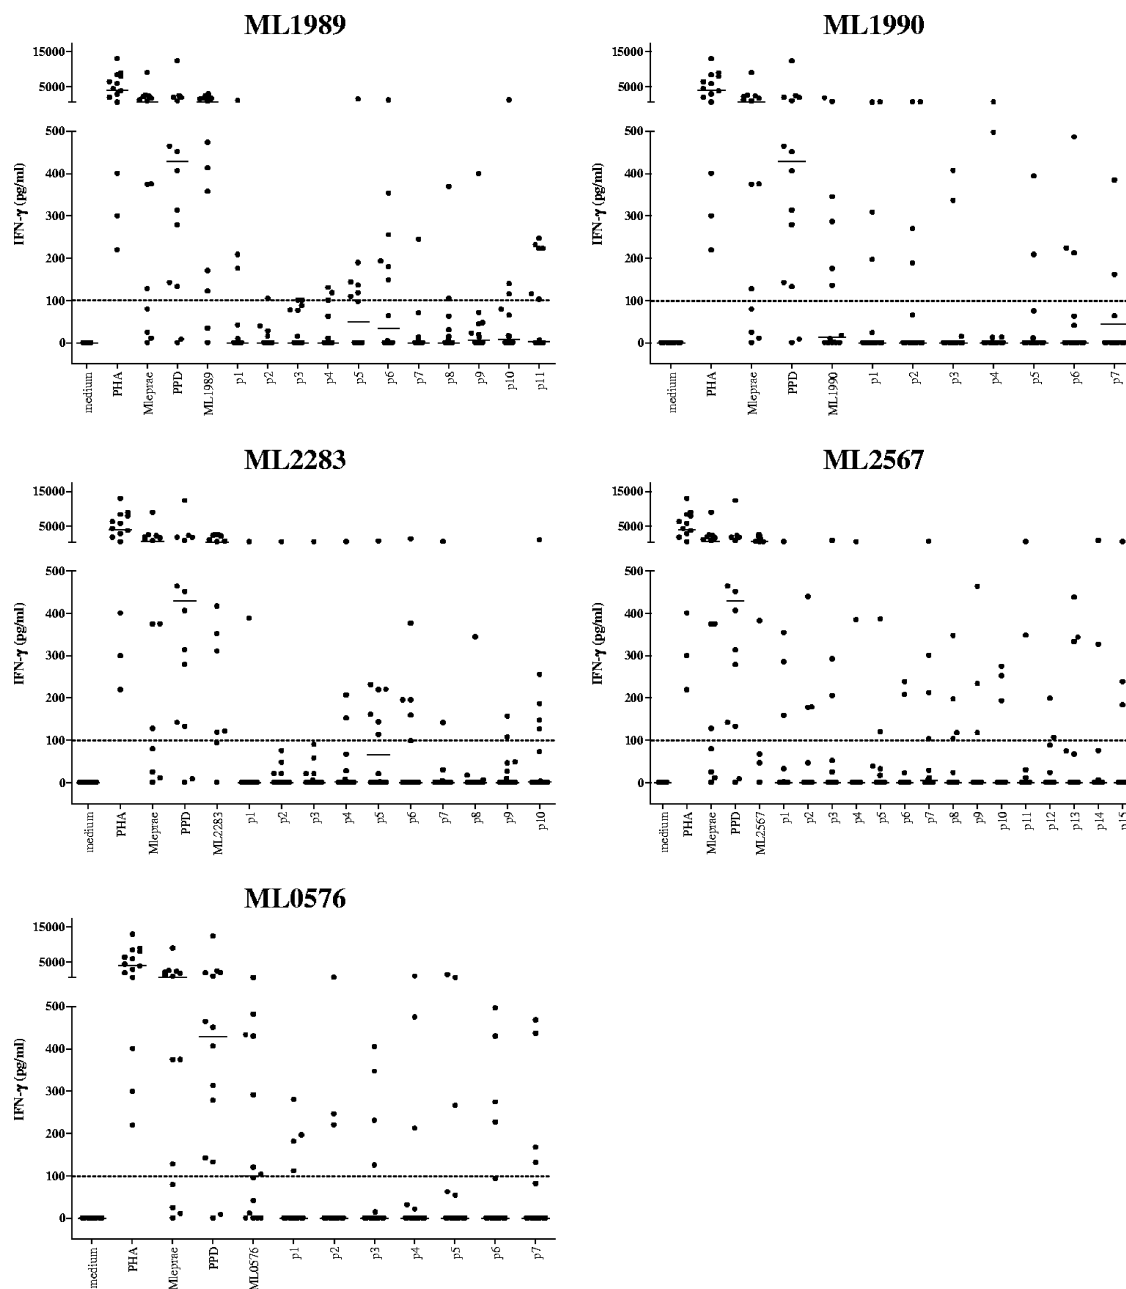 ML1989
15000
5000
500
400
300
200
100
0
IFN-γ (pg/ml)
medium
PHA
Mleprae
PPD
ML1989
p1
p2
p3
p4
p5
p6
p7
p8
p9
p10
p11
ML1990
15000
5000
500
400
300
200
100
0
IFN-γ (pg/ml)
medium
PHA
Mleprae
PPD
ML1990
p1
p2
p3
p4
p5
p6
p7
ML2283
15000
5000
500
400
300
200
100
0
IFN-γ (pg/ml)
medium
PHA
Mleprae
PPD
ML2283
p1
p2
p3
p4
p5
p6
p7
p8
p9
p10
ML2567
15000
5000
500
400
300
200
100
0
IFN-γ (pg/ml)
medium
PHA
Mleprae
PPD
ML2567
p1
p2
p3
p4
p5
p6
p7
p8
p9
p10
p11
p12
p13
p14
p15
ML0576
15000
5000
500
400
300
200
100
0
IFN-γ (pg/ml)
medium
PHA
Mleprae
PPD
ML0576
p1
p2
p3
p4
p5
p6
p7